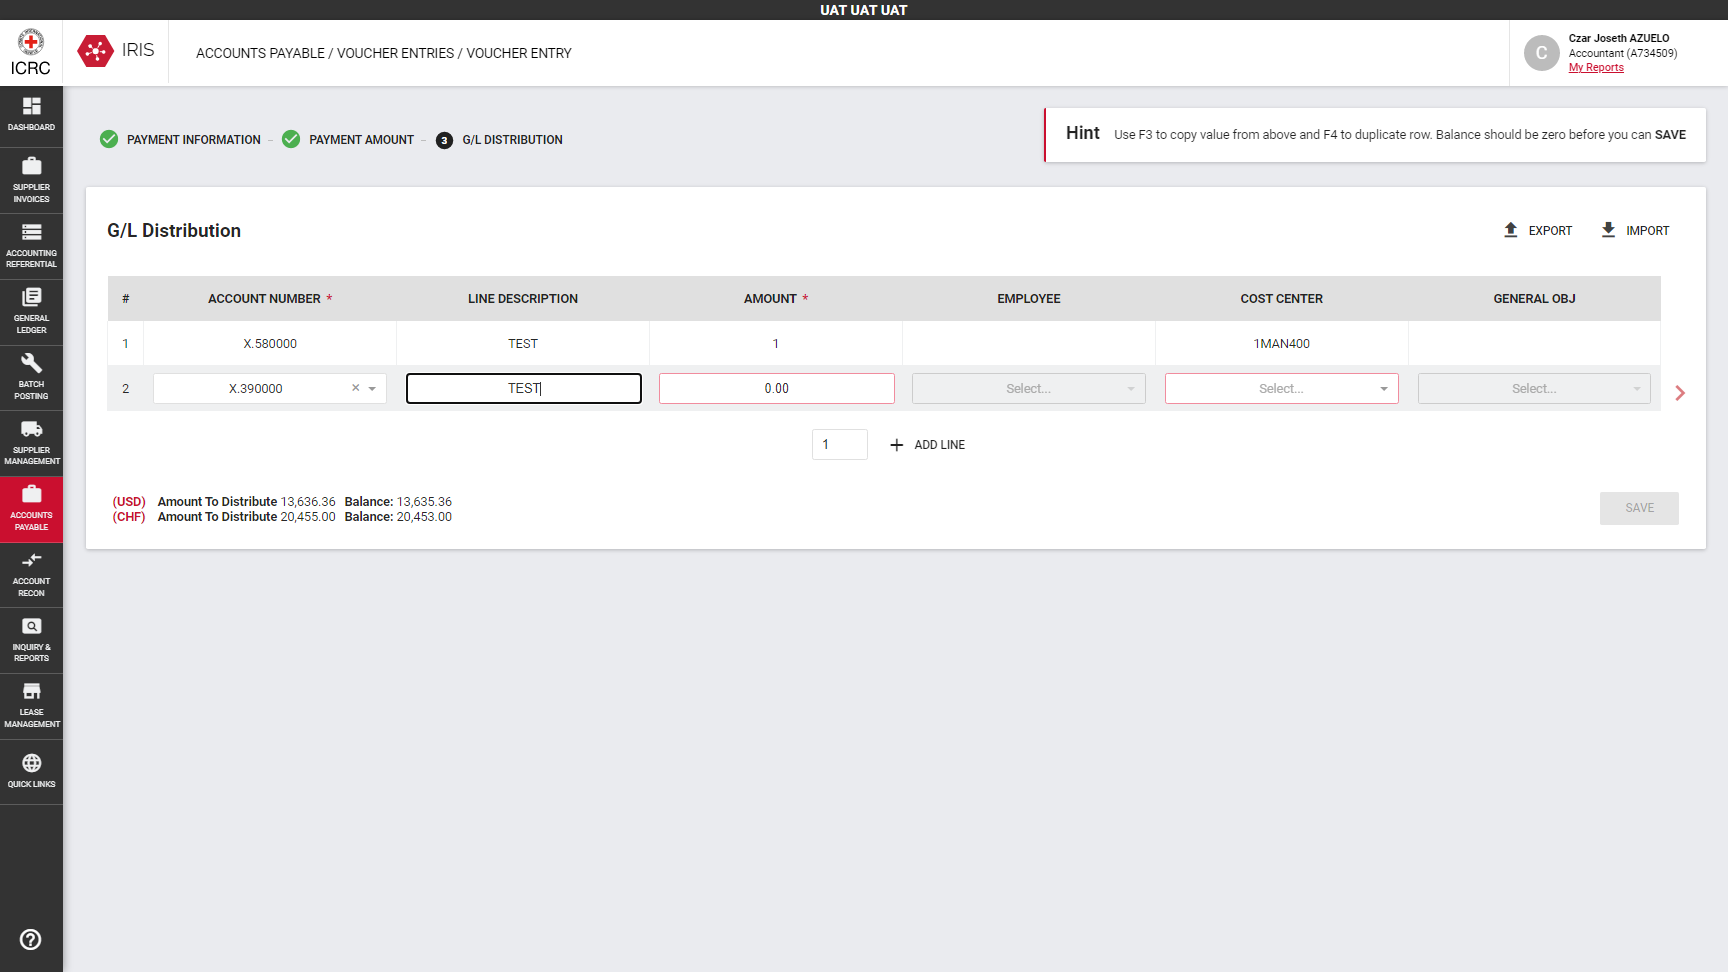 UAT UAT UAT
ICRC
IRIS
ACCOUNTS PAYABLE / VOUCHER ENTRIES / VOUCHER ENTRY
C
Czar Joseth AZUELO
Accountant (A734509)
My Reports
DASHBOARD
SUPPLIER
INVOICES
ACCOUNTING
REFERENTIAL
GENERAL
LEDGER
BATCH
POSTING
SUPPLIER
MANAGEMENT
ACCOUNTS
PAYABLE
ACCOUNT
RECON
INQUIRY &
REPORTS
LEASE
MANAGEMENT
QUICK LINKS
PAYMENT INFORMATION – PAYMENT AMOUNT – 3 G/L DISTRIBUTION
Hint Use F3 to copy value from above and F4 to duplicate row. Balance should be zero before you can SAVE
G/L Distribution
EXPORT IMPORT
# ACCOUNT NUMBER * LINE DESCRIPTION AMOUNT * EMPLOYEE COST CENTER GENERAL OBJ
1 X.580000 TEST 1 1MAN400
2 X.390000 × TEST 0.00 Select... Select... Select...
1 + ADD LINE
(USD) Amount To Distribute 13,636.36 Balance: 13,635.36
(CHF) Amount To Distribute 20,455.00 Balance: 20,453.00
SAVE